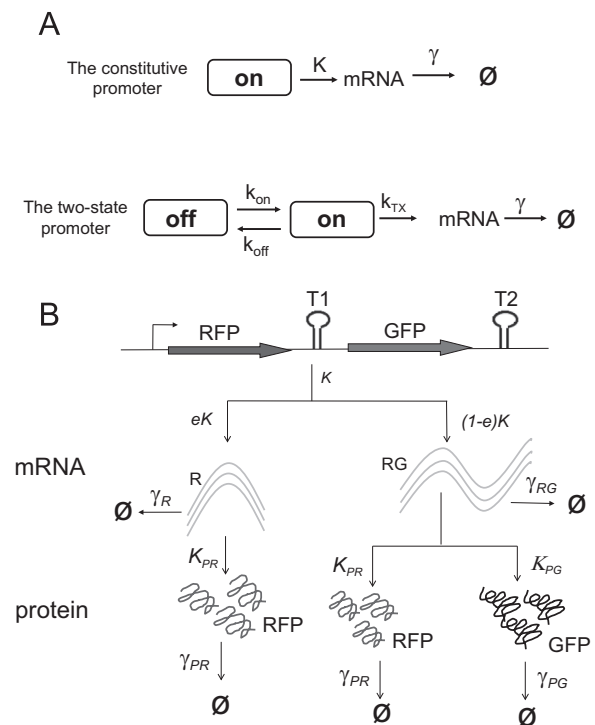 A
The constitutive promoter
on
K
mRNA
γ
Ø
The two-state promoter
off
k_on
k_off
on
k_TX
mRNA
γ
Ø
B
RFP
T1
GFP
T2
K
eK
(1-e)K
mRNA
R
RG
γ_R
Ø
γ_RG
Ø
K_PR
K_PR
K_PG
protein
RFP
RFP
GFP
γ_PR
γ_PR
γ_PG
Ø
Ø
Ø